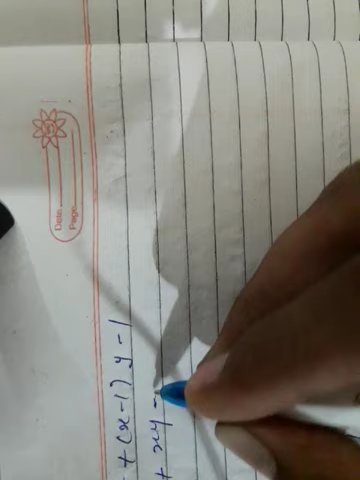 Date
Page
+ (x-1) y - 1
+ xy -